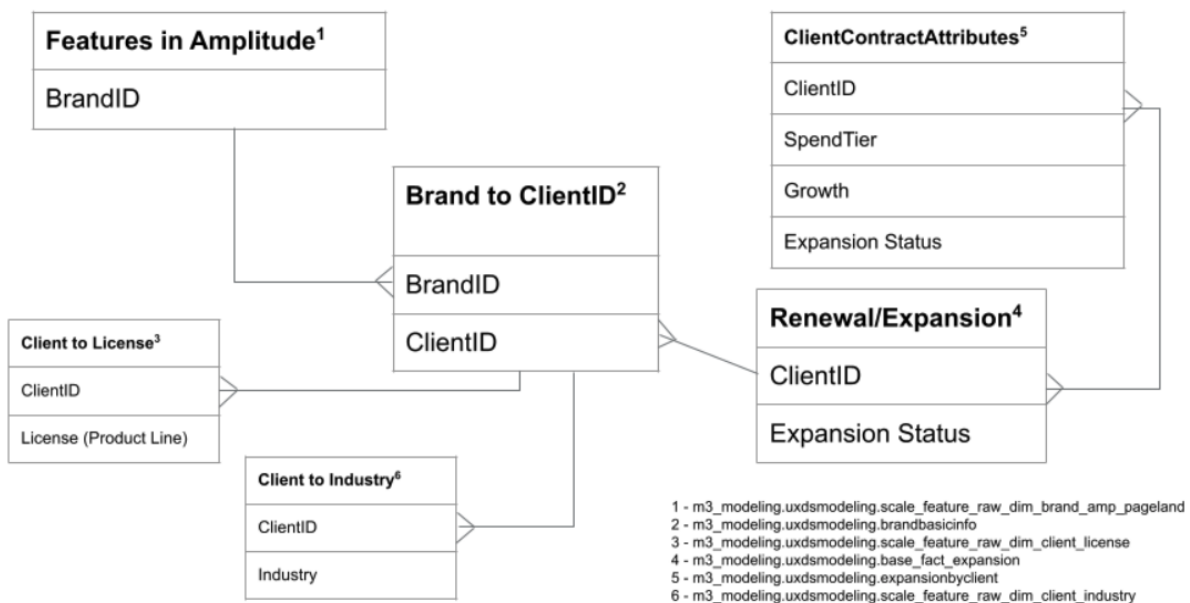 Features in Amplitude¹
BrandID
ClientContractAttributes⁵
ClientID
SpendTier
Growth
Expansion Status
Brand to ClientID²
BrandID
ClientID
Renewal/Expansion⁴
ClientID
Expansion Status
Client to License³
ClientID
License (Product Line)
Client to Industry⁶
ClientID
Industry
1 - m3_modeling.uxdsmodeling.scale_feature_raw_dim_brand_amp_pageland
2 - m3_modeling.uxdsmodeling.brandbasicinfo
3 - m3_modeling.uxdsmodeling.scale_feature_raw_dim_client_license
4 - m3_modeling.uxdsmodeling.base_fact_expansion
5 - m3_modeling.uxdsmodeling.expansionbyclient
6 - m3_modeling.uxdsmodeling.scale_feature_raw_dim_client_industry